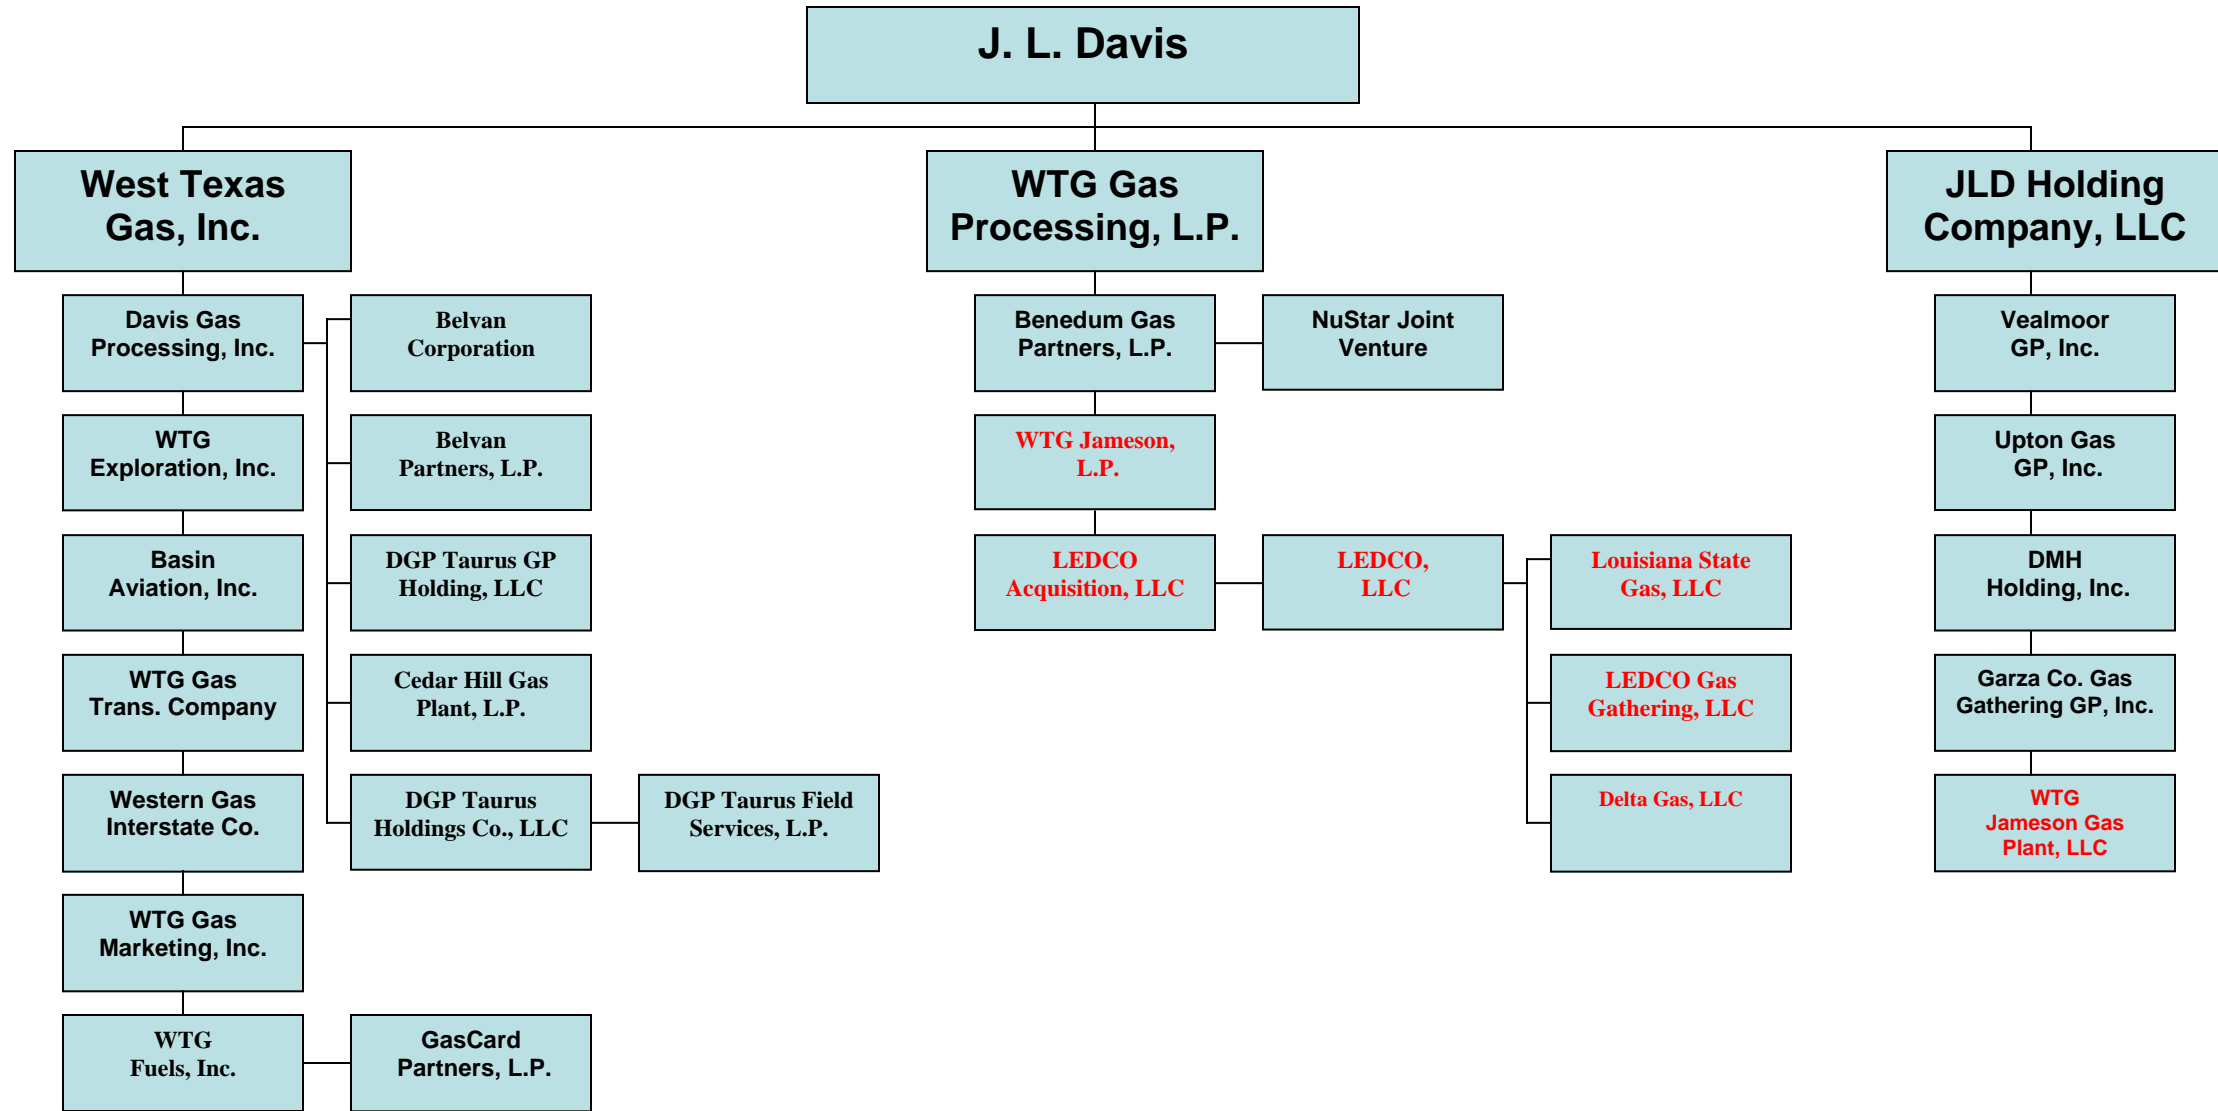 J. L. Davis
West Texas
Gas, Inc.
WTG Gas
Processing, L.P.
JLD Holding
Company, LLC
Davis Gas
Processing, Inc.
Belvan
Corporation
Benedum Gas
Partners, L.P.
NuStar Joint
Venture
Vealmoor
GP, Inc.
WTG
Exploration, Inc.
Belvan
Partners, L.P.
WTG Jameson,
L.P.
Upton Gas
GP, Inc.
Basin
Aviation, Inc.
DGP Taurus GP
Holding, LLC
LEDCO
Acquisition, LLC
LEDCO,
LLC
Louisiana State
Gas, LLC
DMH
Holding, Inc.
WTG Gas
Trans. Company
Cedar Hill Gas
Plant, L.P.
LEDCO Gas
Gathering, LLC
Garza Co. Gas
Gathering GP, Inc.
Western Gas
Interstate Co.
DGP Taurus
Holdings Co., LLC
DGP Taurus Field
Services, L.P.
Delta Gas, LLC
WTG
Jameson Gas
Plant, LLC
WTG Gas
Marketing, Inc.
WTG
Fuels, Inc.
GasCard
Partners, L.P.